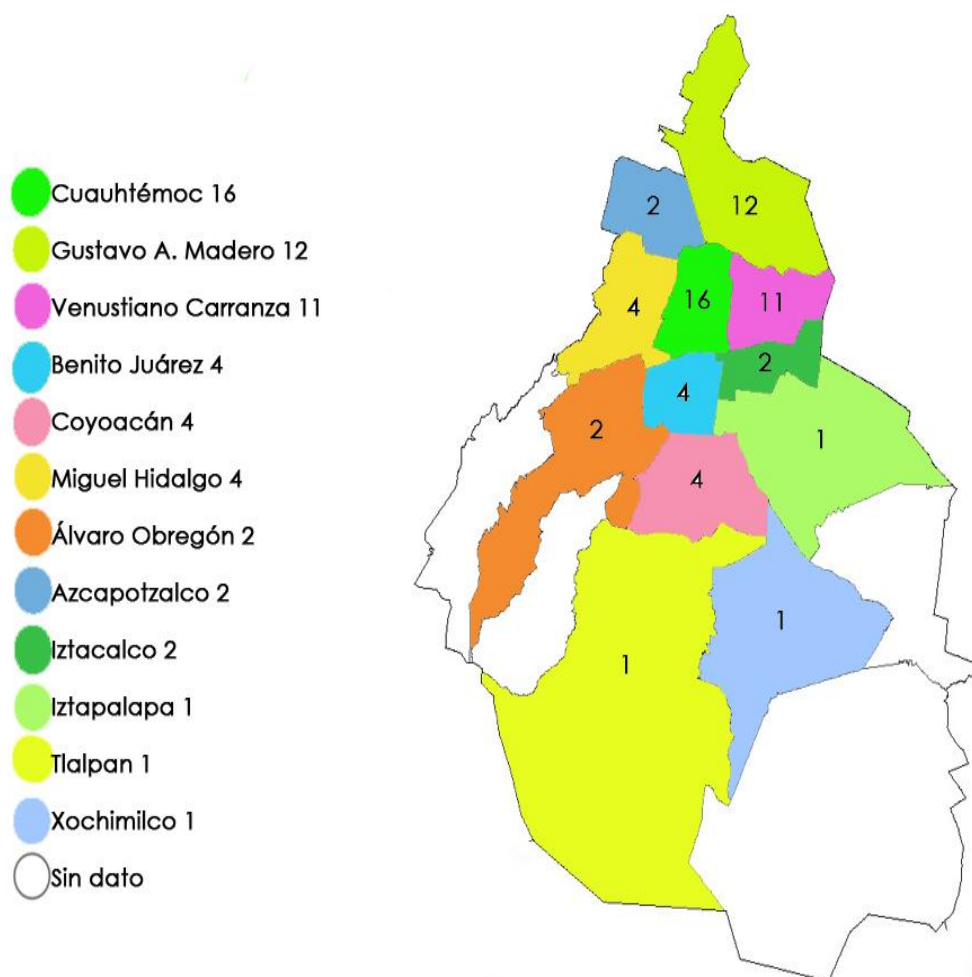 Cuauhtémoc 16
Gustavo A. Madero 12
Venustiano Carranza 11
Benito Juárez 4
Coyoacán 4
Miguel Hidalgo 4
Álvaro Obregón 2
Azcapotzalco 2
Iztacalco 2
Iztapalapa 1
Tlalpan 1
Xochimilco 1
Sin dato
2
12
4
16
11
2
4
2
1
4
1
1